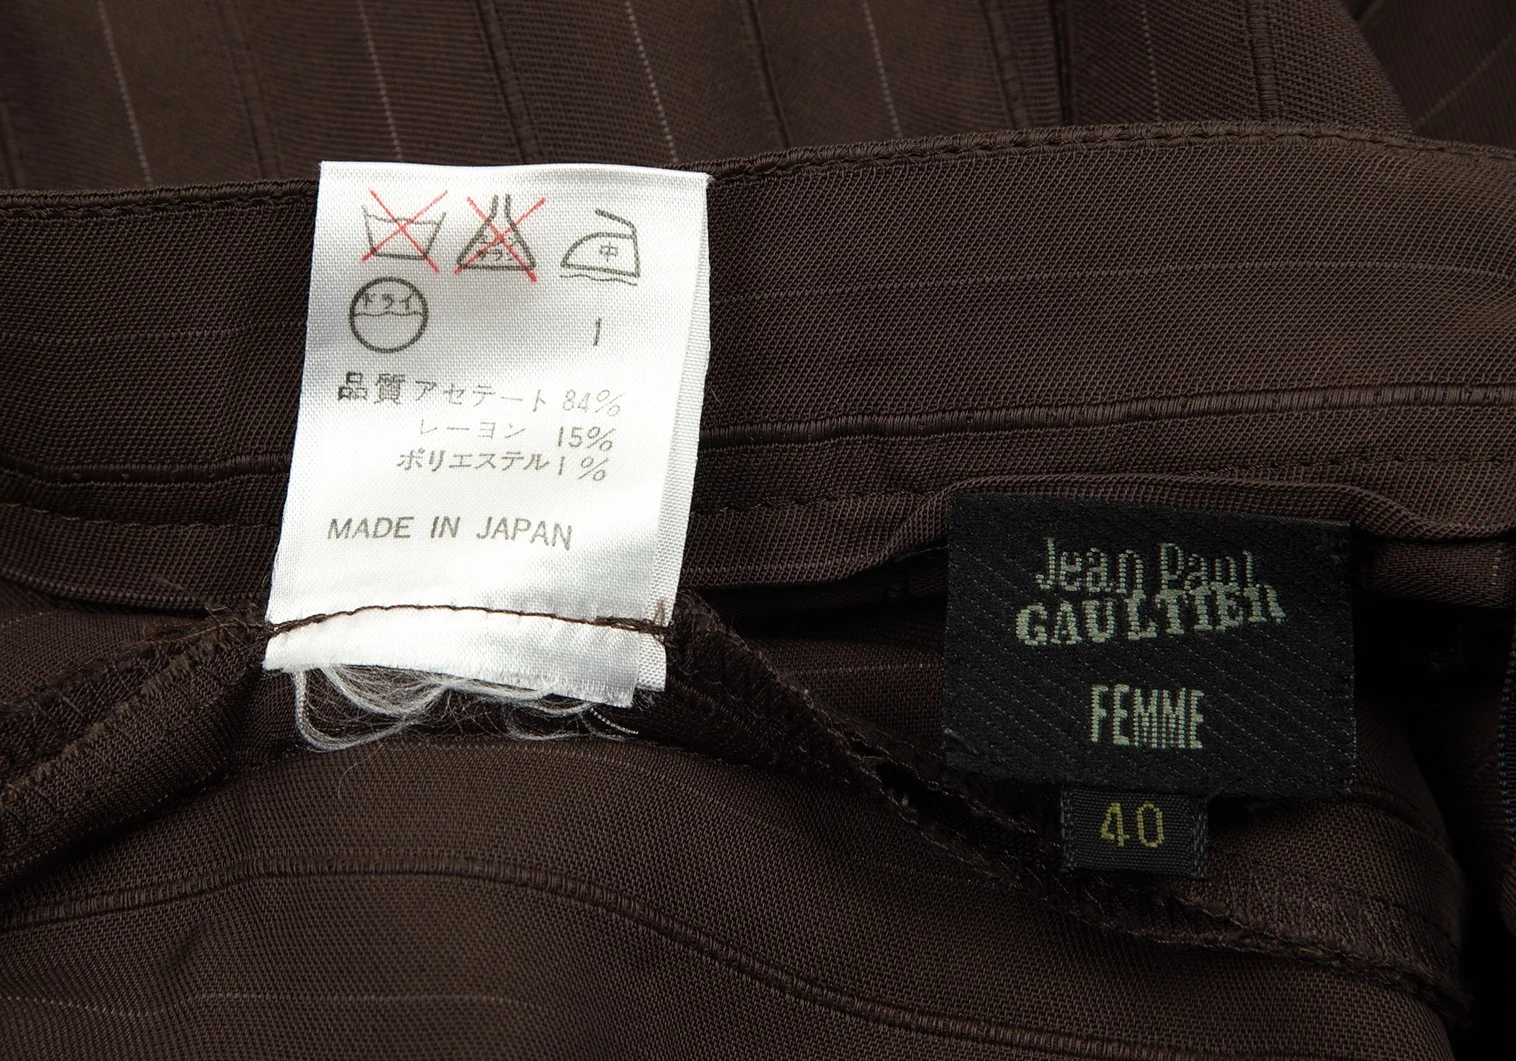 中
ドライ
1
品質 アセテート 84%
レーヨン 15%
ポリエステル 1%
MADE IN JAPAN
Jean Paul
GAULTIER
FEMME
40